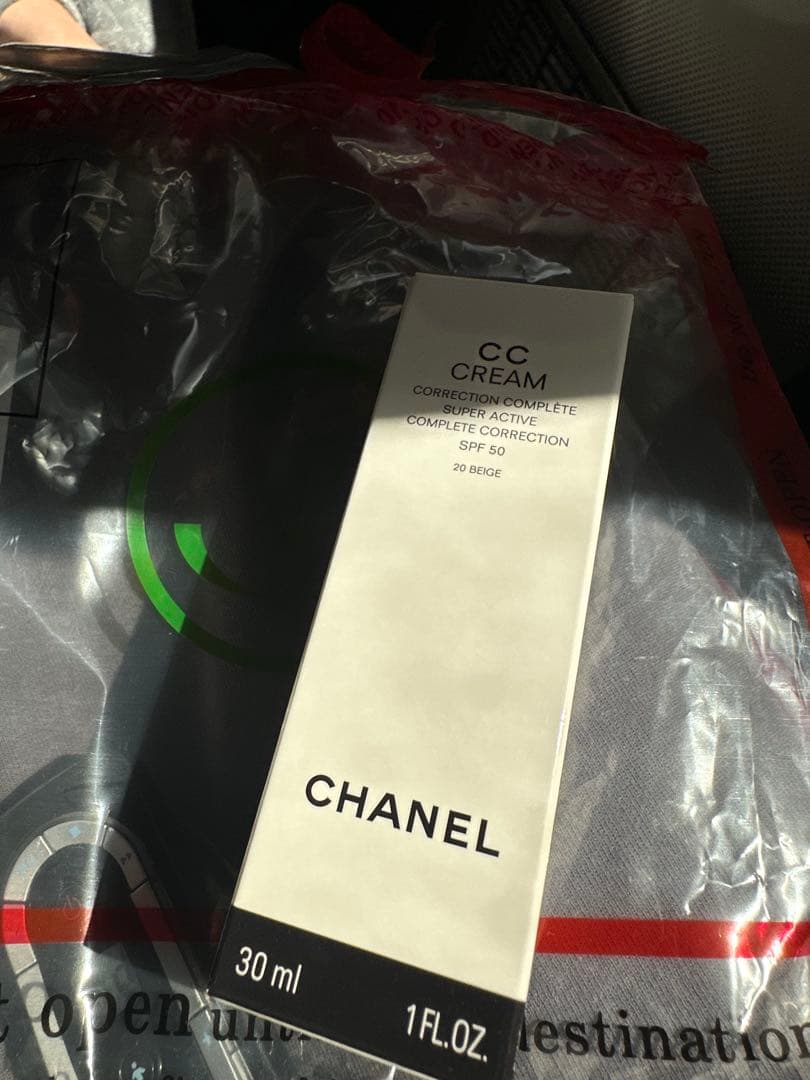 CC
CREAM
CORRECTION COMPLÈTE
SUPER ACTIVE
COMPLETE CORRECTION
SPF 50
20 BEIGE
CHANEL
30 ml
1 FL.OZ.
open
destination